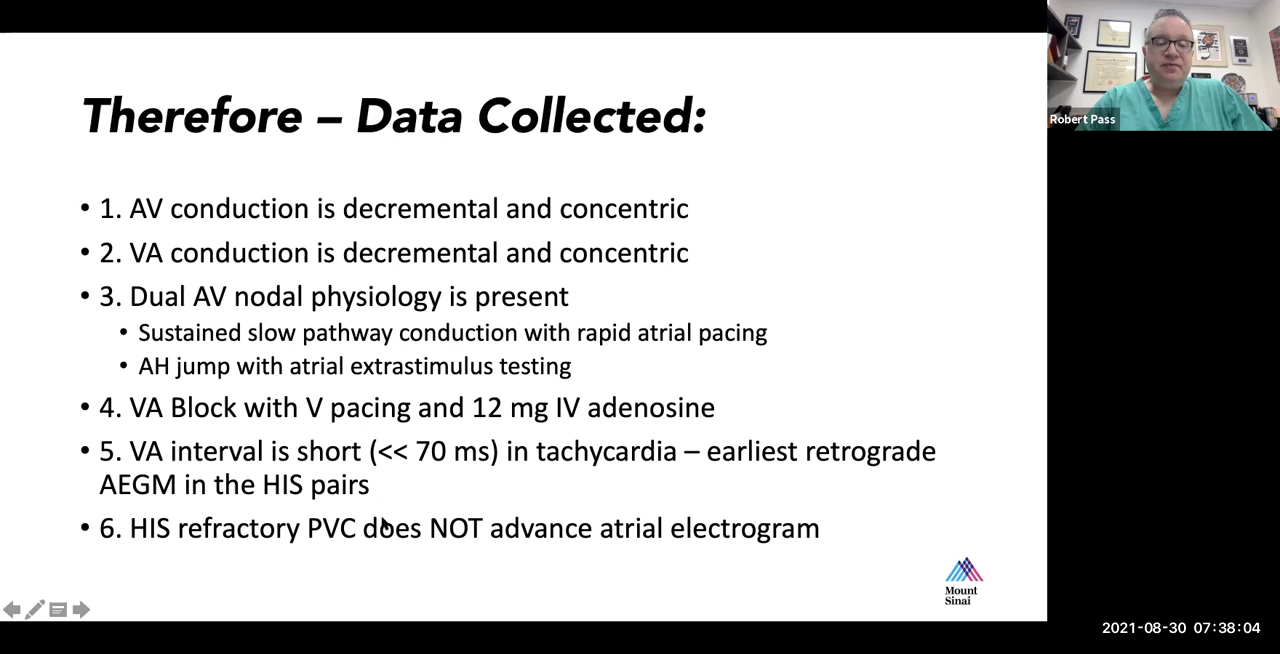 Therefore – Data Collected:
• 1. AV conduction is decremental and concentric
• 2. VA conduction is decremental and concentric
• 3. Dual AV nodal physiology is present
• Sustained slow pathway conduction with rapid atrial pacing
• AH jump with atrial extrastimulus testing
• 4. VA Block with V pacing and 12 mg IV adenosine
• 5. VA interval is short (<< 70 ms) in tachycardia – earliest retrograde
AEGM in the HIS pairs
• 6. HIS refractory PVC does NOT advance atrial electrogram
Mount
Sinai
Robert Pass
2021-08-30 07:38:04